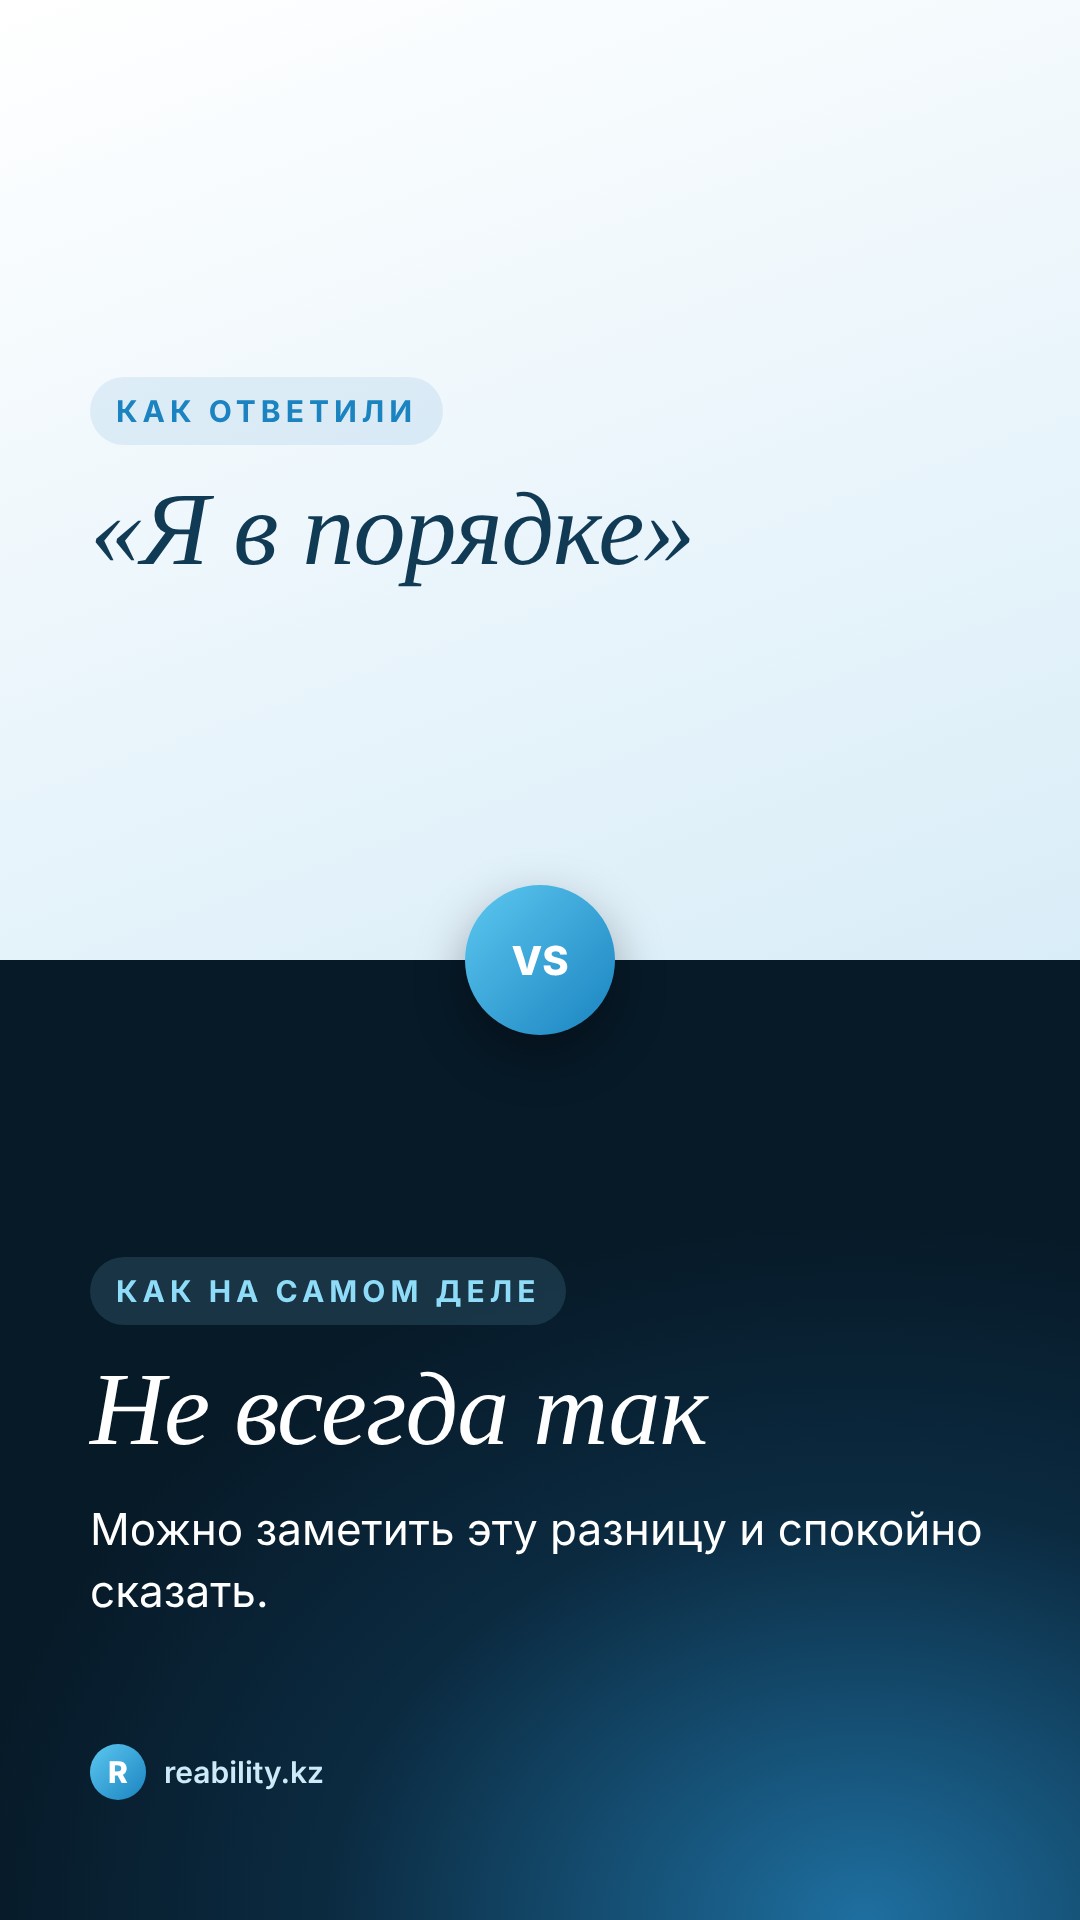 КАК ОТВЕТИЛИ
«Я в порядке»
VS
КАК НА САМОМ ДЕЛЕ
Не всегда так
Можно заметить эту разницу и спокойно
сказать.
R reability.kz